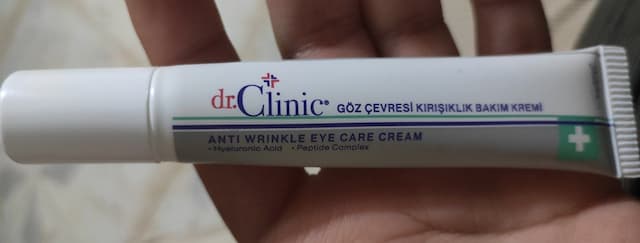 dr.Clinic®
GÖZ ÇEVRESİ KIRIŞIKLIK BAKIM KREMİ
ANTI WRINKLE EYE CARE CREAM
• Hyaluronic Acid • Peptide Complex